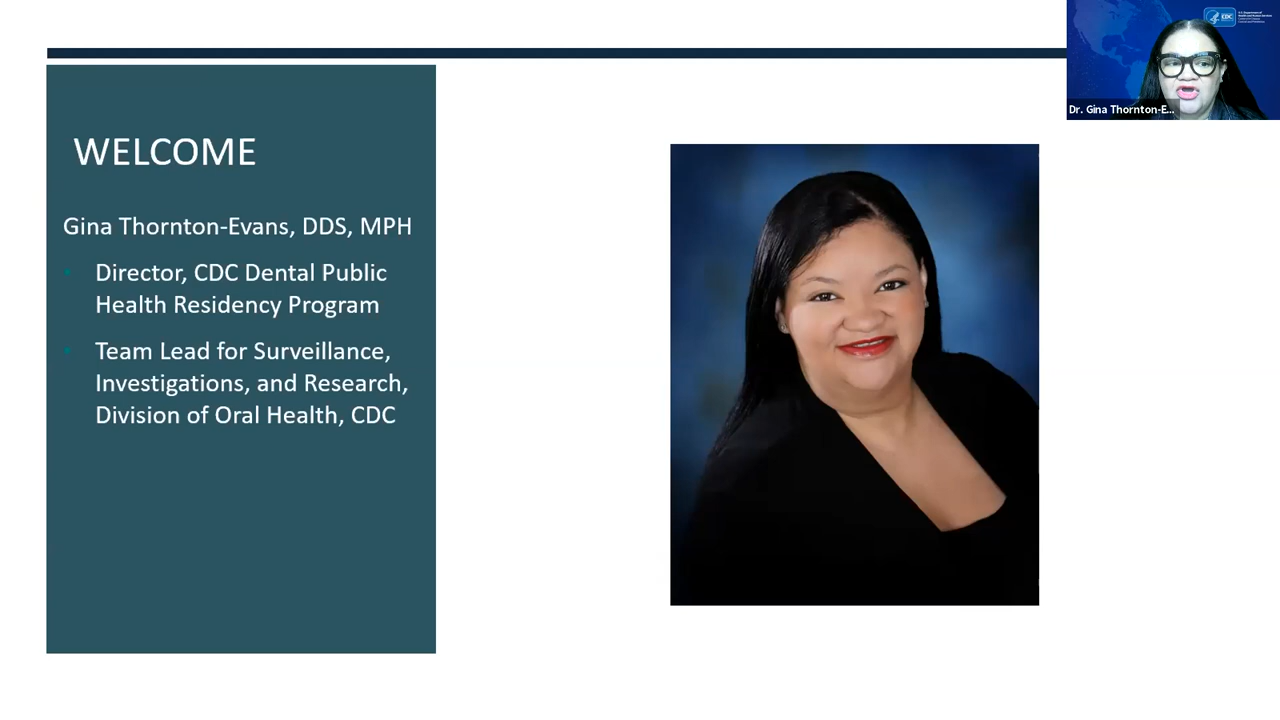 WELCOME
Gina Thornton-Evans, DDS, MPH
Director, CDC Dental Public
Health Residency Program
Team Lead for Surveillance,
Investigations, and Research,
Division of Oral Health, CDC
CDC
Dr. Gina Thornton-E...